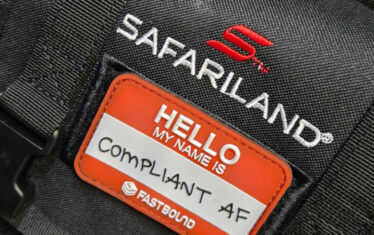 SAFARILAND®
HELLO
MY NAME IS
COMPLIANT AF
FASTBOUND